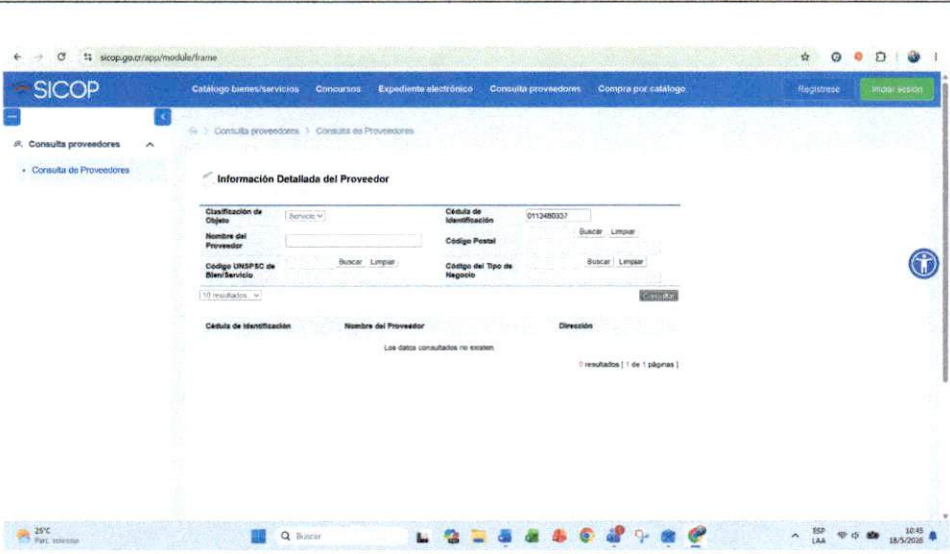 sicop.go.cr/app/module/frame
SICOP
Catálogo bienes/servicios Concursos Expediente electrónico Consulta proveedores Compra por catálogo Regístrese Iniciar sesión
Consulta proveedores > Consulta de Proveedores
Consulta proveedores
Consulta de Proveedores
Información Detallada del Proveedor
Clasificación de Objeto Servicio Cédula de Identificación 0113480337
Nombre del Proveedor Código Postal Buscar Limpiar
Código UNSPSC de Bien/Servicio Buscar Limpiar Código del Tipo de Negocio Buscar Limpiar
10 resultados Consultar
Cédula de Identificación Nombre del Proveedor Dirección
Los datos consultados no existen.
0 resultados [ 1 de 1 páginas ]
25°C
Parc. soleado
Buscar
ESP
LAA
10:45
18/5/2026